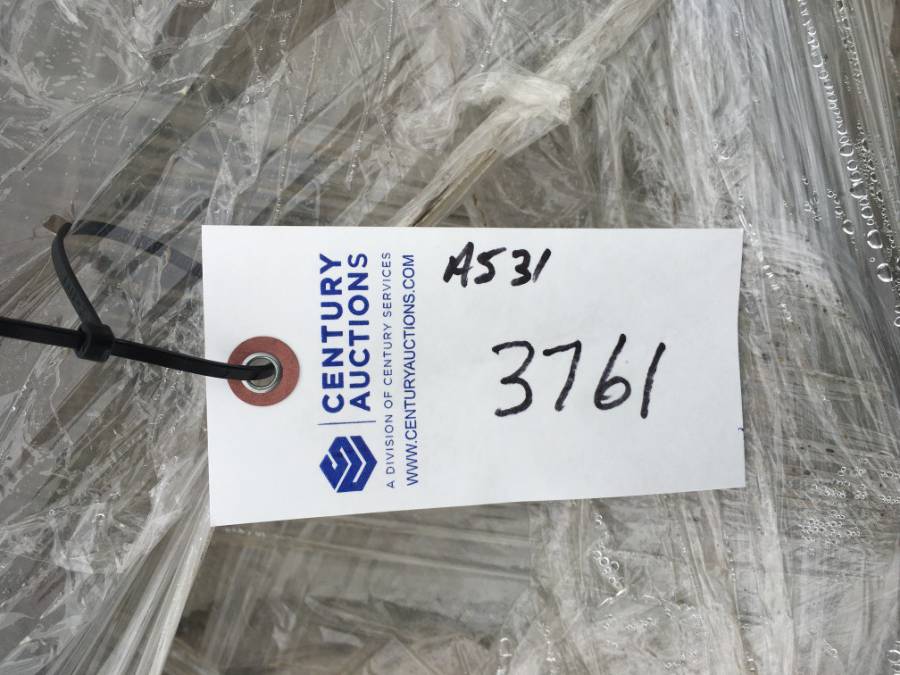 CENTURY
AUCTIONS
A DIVISION OF CENTURY SERVICES
WWW.CENTURYAUCTIONS.COM
A531
3761